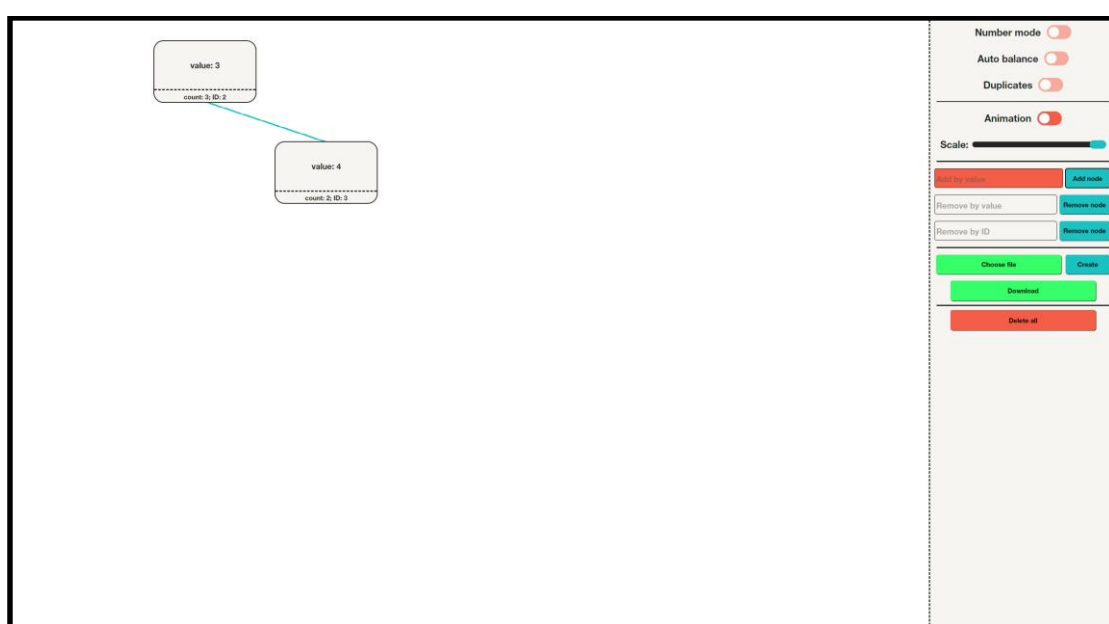 value: 3
count: 3; ID: 2
value: 4
count: 2; ID: 3
Number mode
Auto balance
Duplicates
Animation
Scale:
Add by value
Add node
Remove by value
Remove node
Remove by ID
Remove node
Choose file
Create
Download
Delete all